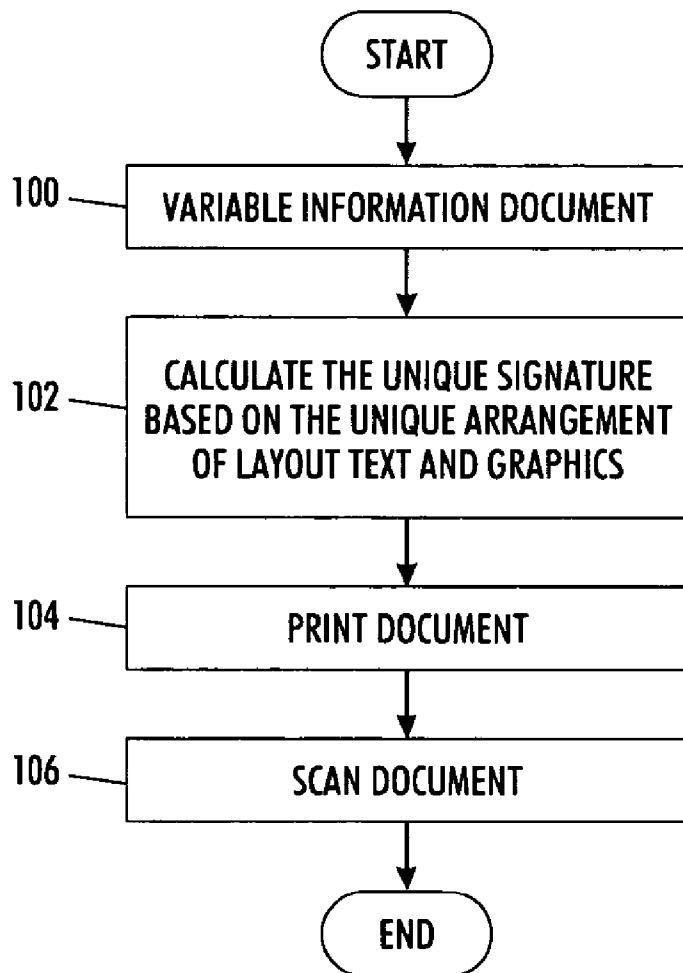 START
100
VARIABLE INFORMATION DOCUMENT
102
CALCULATE THE UNIQUE SIGNATURE
BASED ON THE UNIQUE ARRANGEMENT
OF LAYOUT TEXT AND GRAPHICS
104
PRINT DOCUMENT
106
SCAN DOCUMENT
END